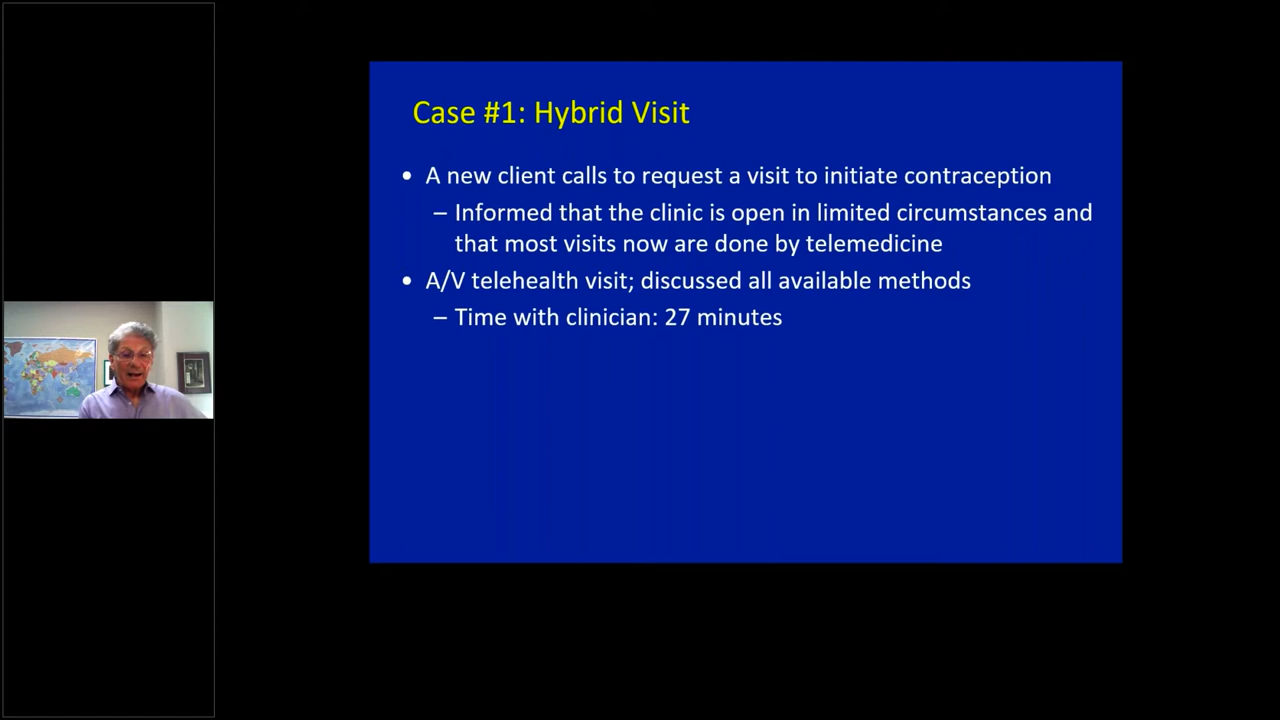 Case #1: Hybrid Visit
• A new client calls to request a visit to initiate contraception
– Informed that the clinic is open in limited circumstances and
that most visits now are done by telemedicine
• A/V telehealth visit; discussed all available methods
– Time with clinician: 27 minutes